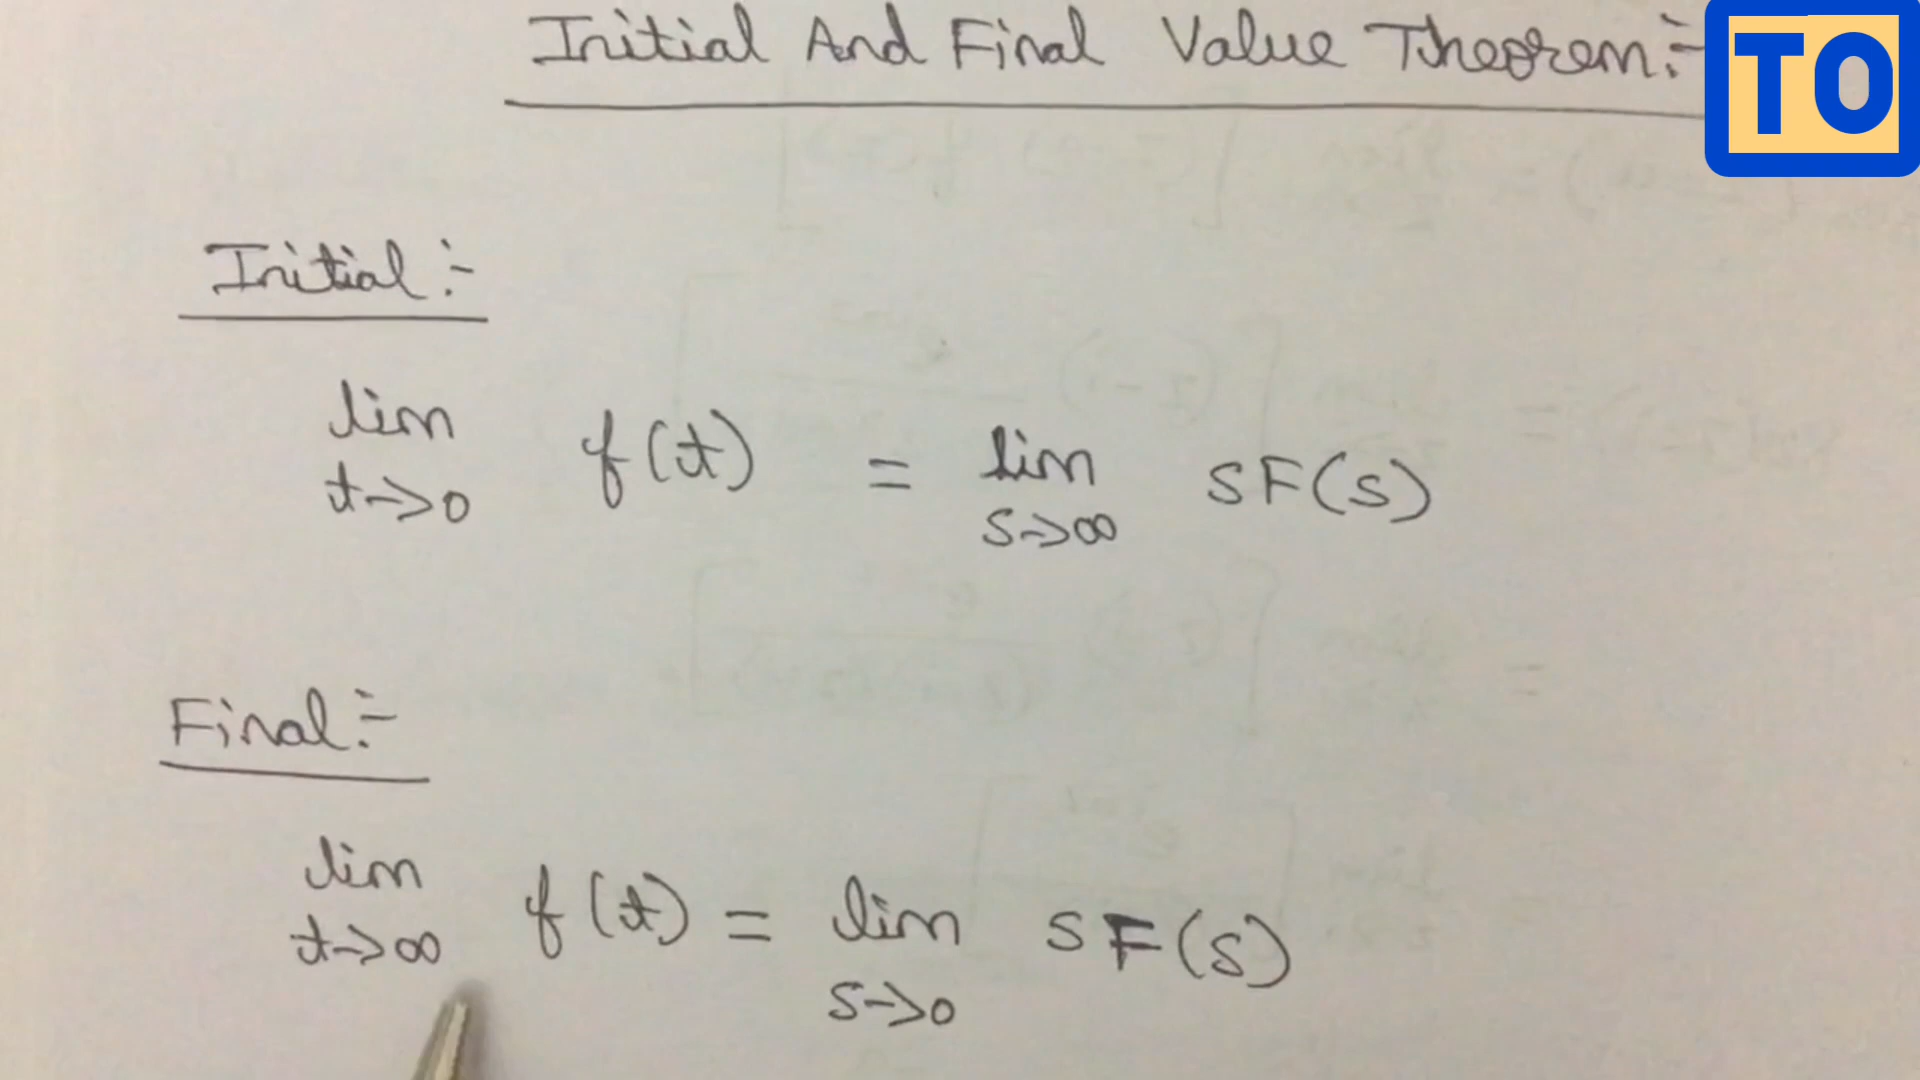 Initial And Final Value Theorem:-
TO
Initial:-
lim f(t) = lim sF(s)
t->0 s->∞
Final:-
lim f(t) = lim sF(s)
t->∞ s->0